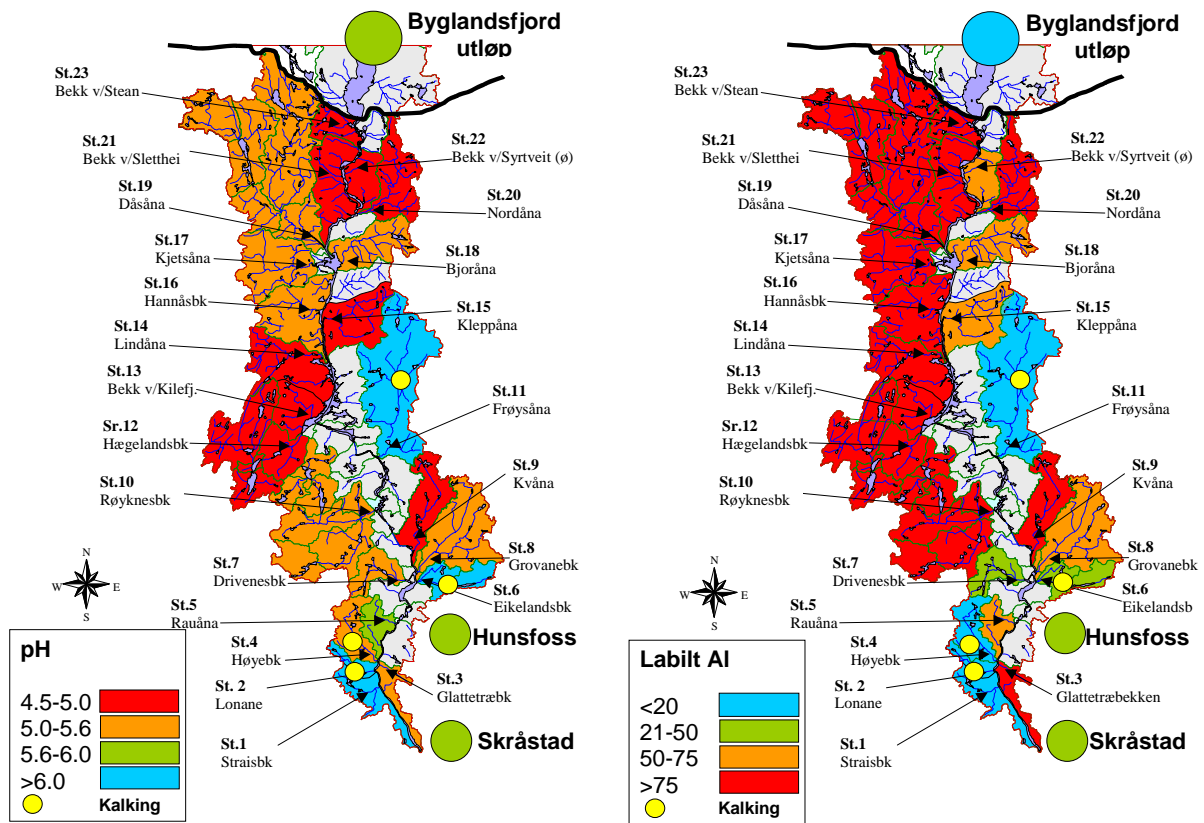 Byglandsfjord
utløp
St.23
Bekk v/Stean
St.21
Bekk v/Sletthei
St.22
Bekk v/Syrtveit (ø)
St.19
Dåsåna
St.20
Nordåna
St.17
Kjetsåna
St.18
Bjoråna
St.16
Hannåsbk
St.15
Kleppåna
St.14
Lindåna
St.13
Bekk v/Kilefj.
St.11
Frøysåna
Sr.12
Hægelandsbk
St.9
Kvåna
St.10
Røyknesbk
St.8
Grovanebk
St.7
Drivenesbk
St.6
Eikelandsbk
St.5
Rauåna
Hunsfoss
St.4
Høyebk
St.3
Glattetræbk
St. 2
Lonane
St.1
Straisbk
Skråstad
N
W E
S
pH
4.5-5.0
5.0-5.6
5.6-6.0
>6.0
Kalking
Byglandsfjord
utløp
St.23
Bekk v/Stean
St.21
Bekk v/Sletthei
St.22
Bekk v/Syrtveit (ø)
St.19
Dåsåna
St.20
Nordåna
St.17
Kjetsåna
St.18
Bjoråna
St.16
Hannåsbk
St.15
Kleppåna
St.14
Lindåna
St.13
Bekk v/Kilefj.
St.11
Frøysåna
Sr.12
Hægelandsbk
St.9
Kvåna
St.10
Røyknesbk
St.8
Grovanebk
St.7
Drivenesbk
St.6
Eikelandsb
St.5
Rauåna
Hunsfoss
St.4
Høyebk
St.3
Glattetræbekken
St. 2
Lonane
St.1
Straisbk
Skråstad
N
W E
S
Labilt Al
<20
21-50
50-75
>75
Kalking